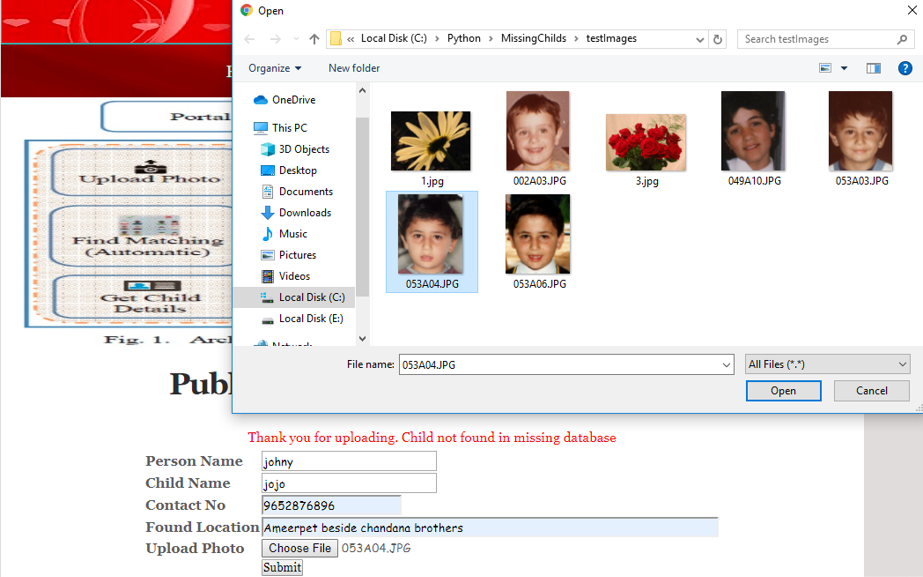 Open
« Local Disk (C:) › Python › MissingChilds › testImages
Search testImages
Organize
New folder
OneDrive
This PC
3D Objects
Desktop
Documents
Downloads
Music
Pictures
Videos
Local Disk (C:)
Local Disk (E:)
1.jpg
002A03.JPG
3.jpg
049A10.JPG
053A03.JPG
053A04.JPG
053A06.JPG
File name: 053A04.JPG
All Files (*.*)
Open
Cancel
Portal
Upload Photo
Find Matching
(Automatic)
Get Child
Details
Fig. 1.
Thank you for uploading. Child not found in missing database
Person Name johny
Child Name jojo
Contact No 9652876896
Found Location Ameerpet beside chandana brothers
Upload Photo Choose File 053A04.JPG
Submit